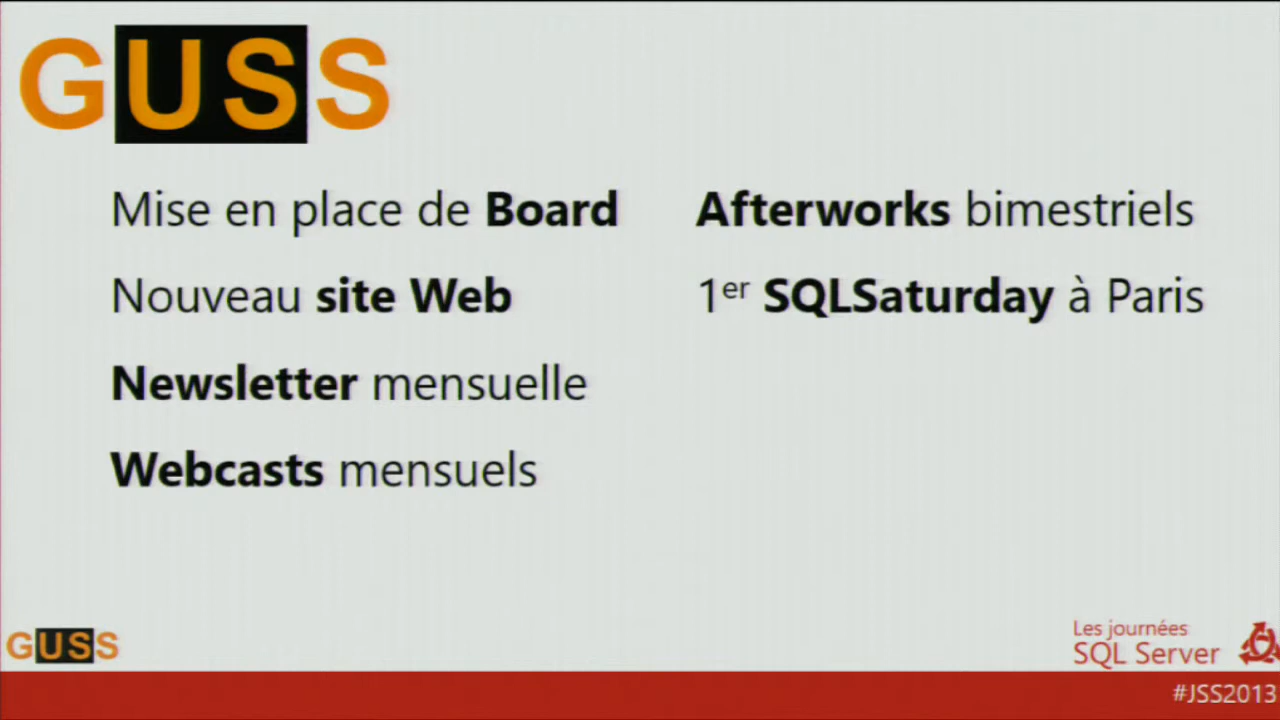 GUSS
Mise en place de Board
Nouveau site Web
Newsletter mensuelle
Webcasts mensuels
Afterworks bimestriels
1er SQLSaturday à Paris
GUSS
Les journées
SQL Server
#JSS2013